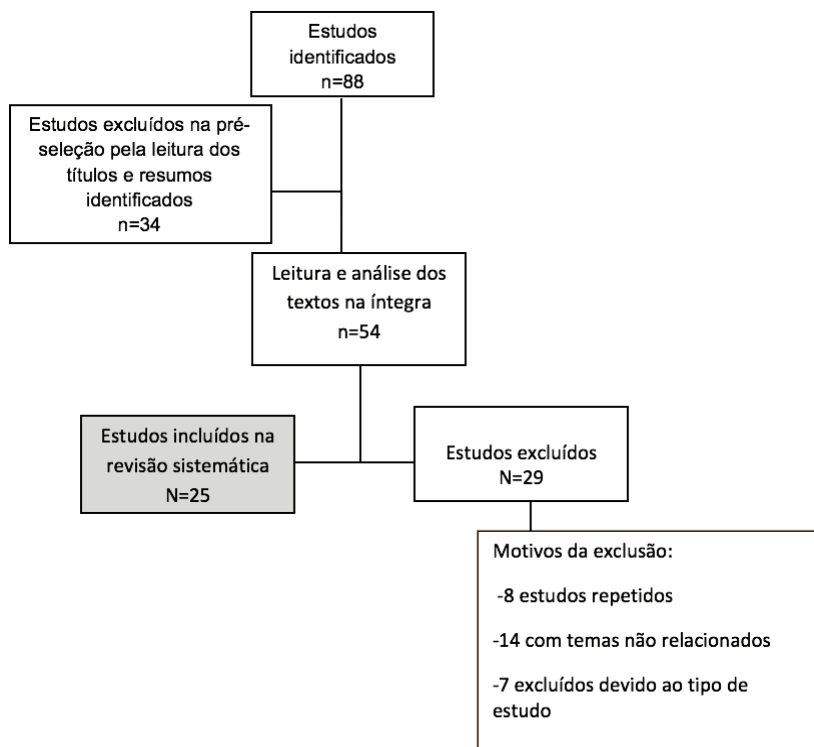 Estudos
identificados
n=88
Estudos excluídos na pré-
seleção pela leitura dos
títulos e resumos
identificados
n=34
Leitura e análise dos
textos na íntegra
n=54
Estudos incluídos na
revisão sistemática
N=25
Estudos excluídos
N=29
Motivos da exclusão:
-8 estudos repetidos
-14 com temas não relacionados
-7 excluídos devido ao tipo de
estudo